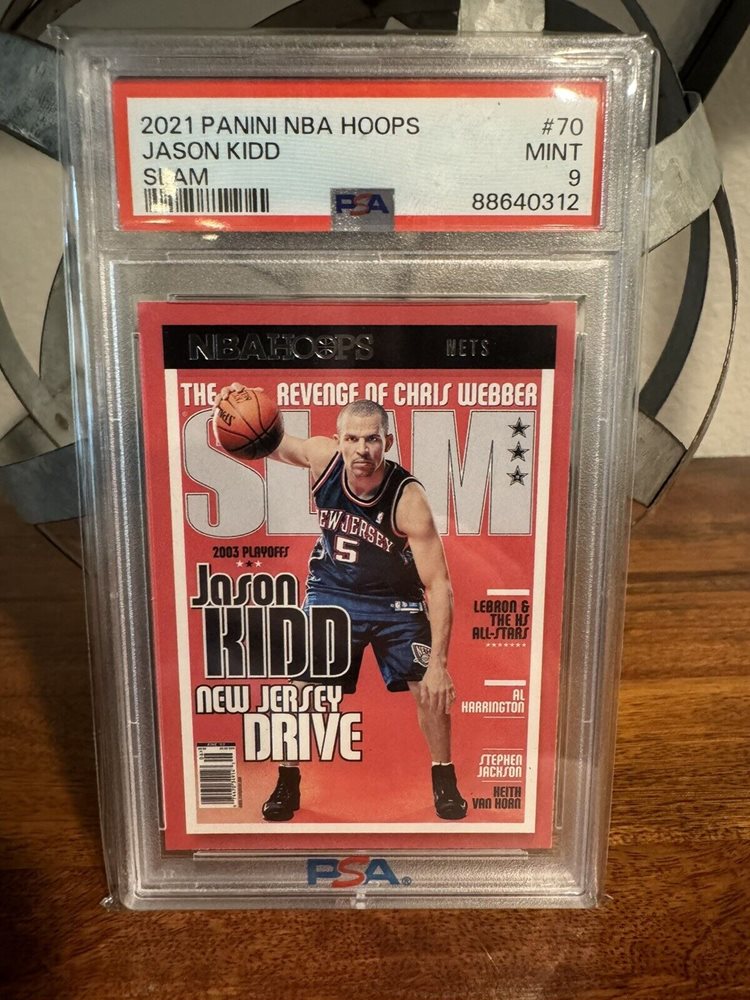 2021 PANINI NBA HOOPS #70
JASON KIDD MINT
SLAM 9
PSA 88640312
NBA HOOPS NETS
THE REVENGE OF CHRIS WEBBER
SLAM
2003 PLAYOFFS
Jason
KIDD
NEW JERSEY
DRIVE
NEW JERSEY
5
LEBRON &
THE HS
ALL-STARS
AL
HARRINGTON
STEPHEN
JACKSON
KEITH
VAN HORN
PSA